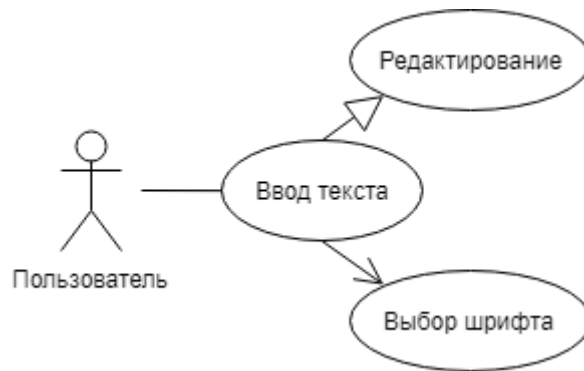 Редактирование
Ввод текста
Пользователь
Выбор шрифта